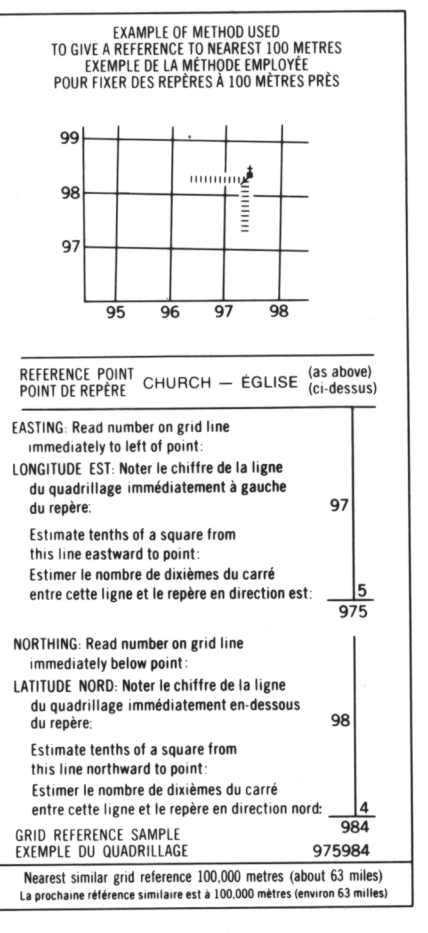 EXAMPLE OF METHOD USED
TO GIVE A REFERENCE TO NEAREST 100 METRES
EXEMPLE DE LA MÉTHODE EMPLOYÉE
POUR FIXER DES REPÈRES À 100 MÈTRES PRÈS
99
98
97
95 96 97 98
REFERENCE POINT
POINT DE REPÈRE
CHURCH — ÉGLISE
(as above)
(ci-dessus)
EASTING: Read number on grid line
immediately to left of point:
LONGITUDE EST: Noter le chiffre de la ligne
du quadrillage immédiatement à gauche
du repère: 97
Estimate tenths of a square from
this line eastward to point:
Estimer le nombre de dixièmes du carré
entre cette ligne et le repère en direction est: 5
975
NORTHING: Read number on grid line
immediately below point:
LATITUDE NORD: Noter le chiffre de la ligne
du quadrillage immédiatement en-dessous
du repère: 98
Estimate tenths of a square from
this line northward to point:
Estimer le nombre de dixièmes du carré
entre cette ligne et le repère en direction nord: 4
984
GRID REFERENCE SAMPLE
EXEMPLE DU QUADRILLAGE 975984
Nearest similar grid reference 100,000 metres (about 63 miles)
La prochaine référence similaire est à 100,000 mètres (environ 63 milles)